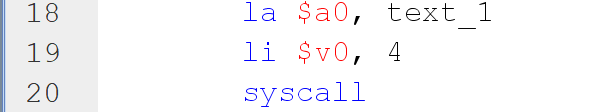 18 la $a0, text_1
19 li $v0, 4
20 syscall